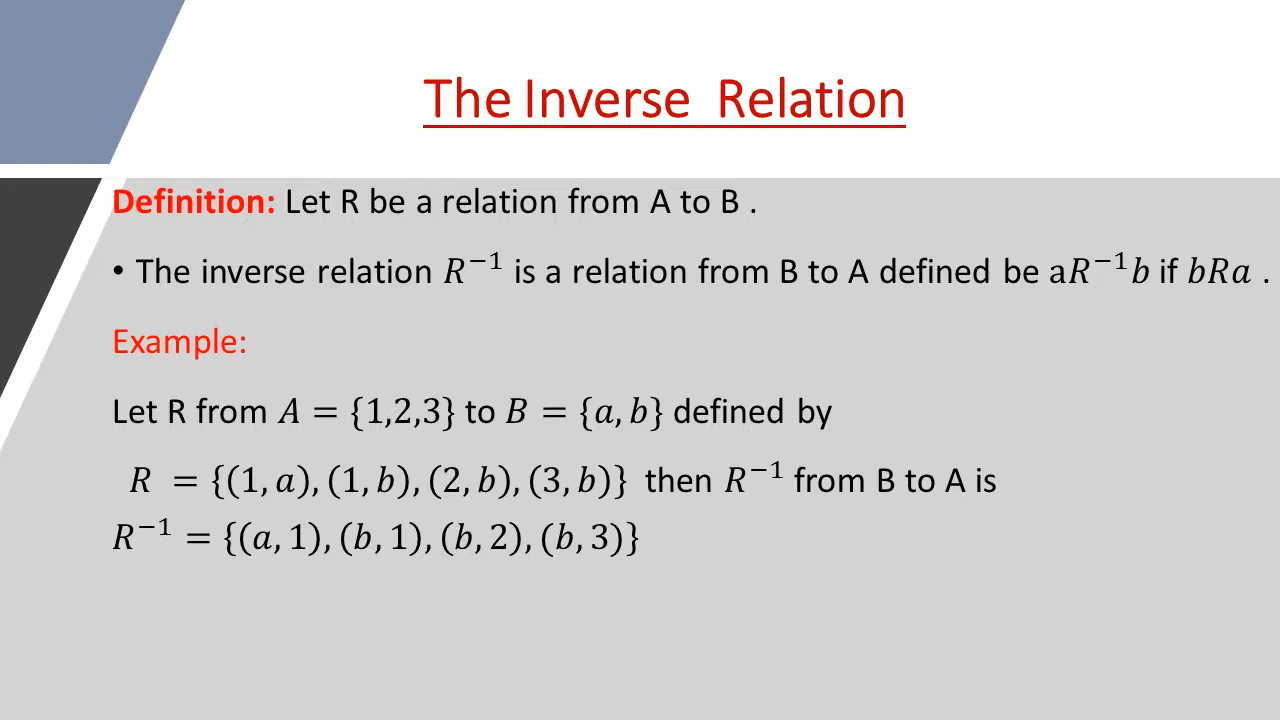 The Inverse  Relation
Definition: Let R be a relation from A to B .
• The inverse relation 𝑅⁻¹ is a relation from B to A defined be a𝑅⁻¹𝑏 if 𝑏𝑅𝑎 .
Example:
Let R from 𝐴 = {1,2,3} to 𝐵 = {𝑎, 𝑏} defined by
𝑅 = {(1, 𝑎), (1, 𝑏), (2, 𝑏), (3, 𝑏)} then 𝑅⁻¹ from B to A is
𝑅⁻¹ = {(𝑎, 1), (𝑏, 1), (𝑏, 2), (𝑏, 3)}